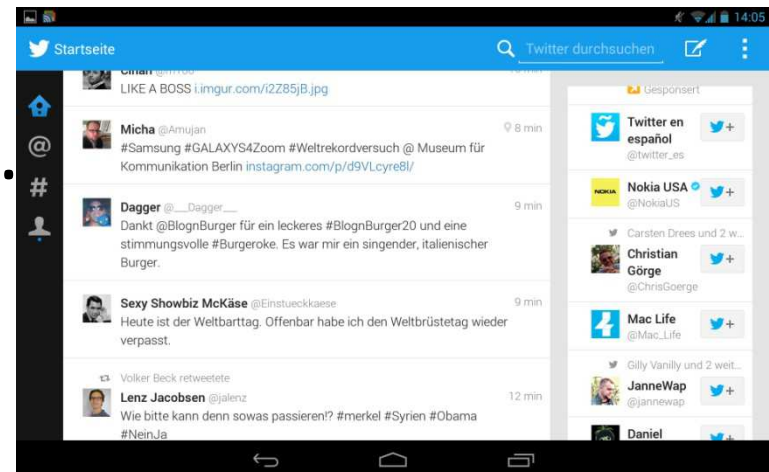 14:05
Startseite
Twitter durchsuchen
LIKE A BOSS i.imgur.com/i2Z85jB.jpg
Micha @Amujan
8 min
#Samsung #GALAXYS4Zoom #Weltrekordversuch @ Museum für
Kommunikation Berlin instagram.com/p/d9VLcyre8l/
Dagger @__Dagger__
9 min
Dankt @BlognBurger für ein leckeres #BlognBurger20 und eine
stimmungsvolle #Burgeroke. Es war mir ein singender, italienischer
Burger.
Sexy Showbiz McKäse @Einstueckkaese
9 min
Heute ist der Weltbarttag. Offenbar habe ich den Weltbrüstetag wieder
verpasst.
Volker Beck retweetete
Lenz Jacobsen @jalenz
12 min
Wie bitte kann denn sowas passieren!? #merkel #Syrien #Obama
#NeinJa
Gesponsert
Twitter en
español
@twitter_es
NOKIA
Nokia USA
@NokiaUS
Carsten Drees und 2 w...
Christian
Görge
@ChrisGoerge
Mac Life
@Mac_Life
Gilly Vanilly und 2 weit...
JanneWap
@jannewap
Daniel